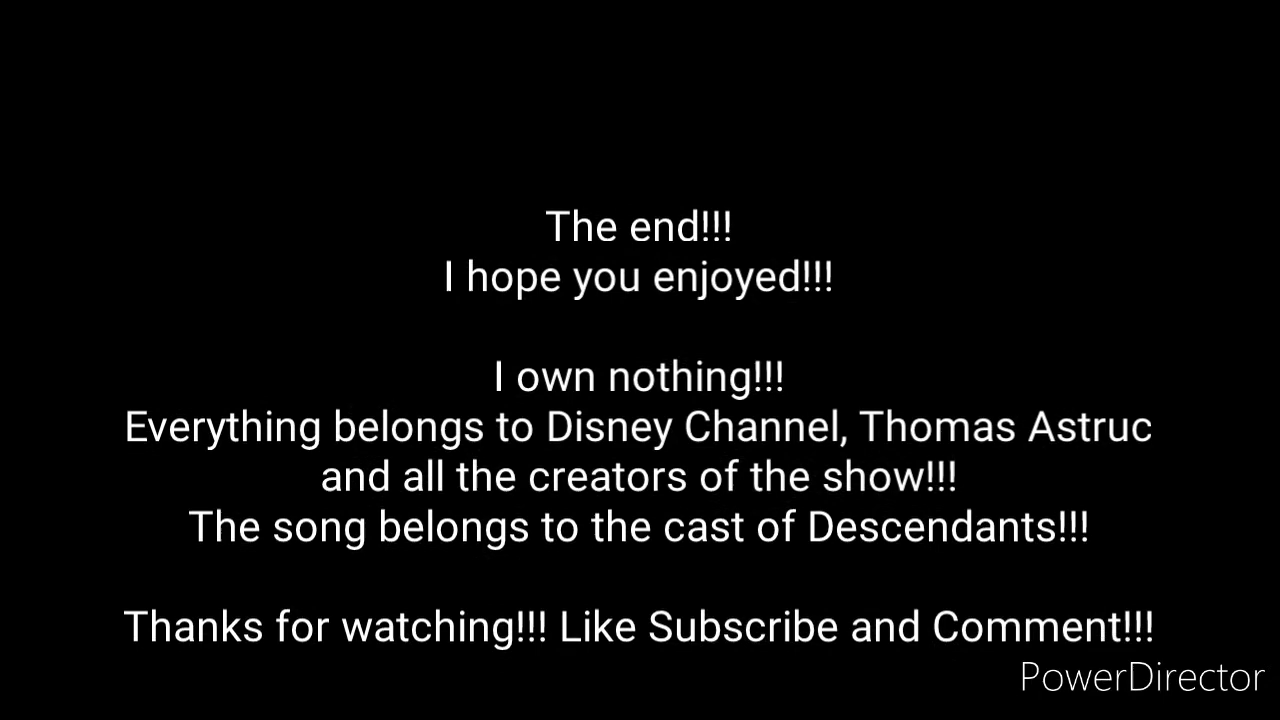 The end!!!
I hope you enjoyed!!!
I own nothing!!!
Everything belongs to Disney Channel, Thomas Astruc
and all the creators of the show!!!
The song belongs to the cast of Descendants!!!
Thanks for watching!!! Like Subscribe and Comment!!!
PowerDirector